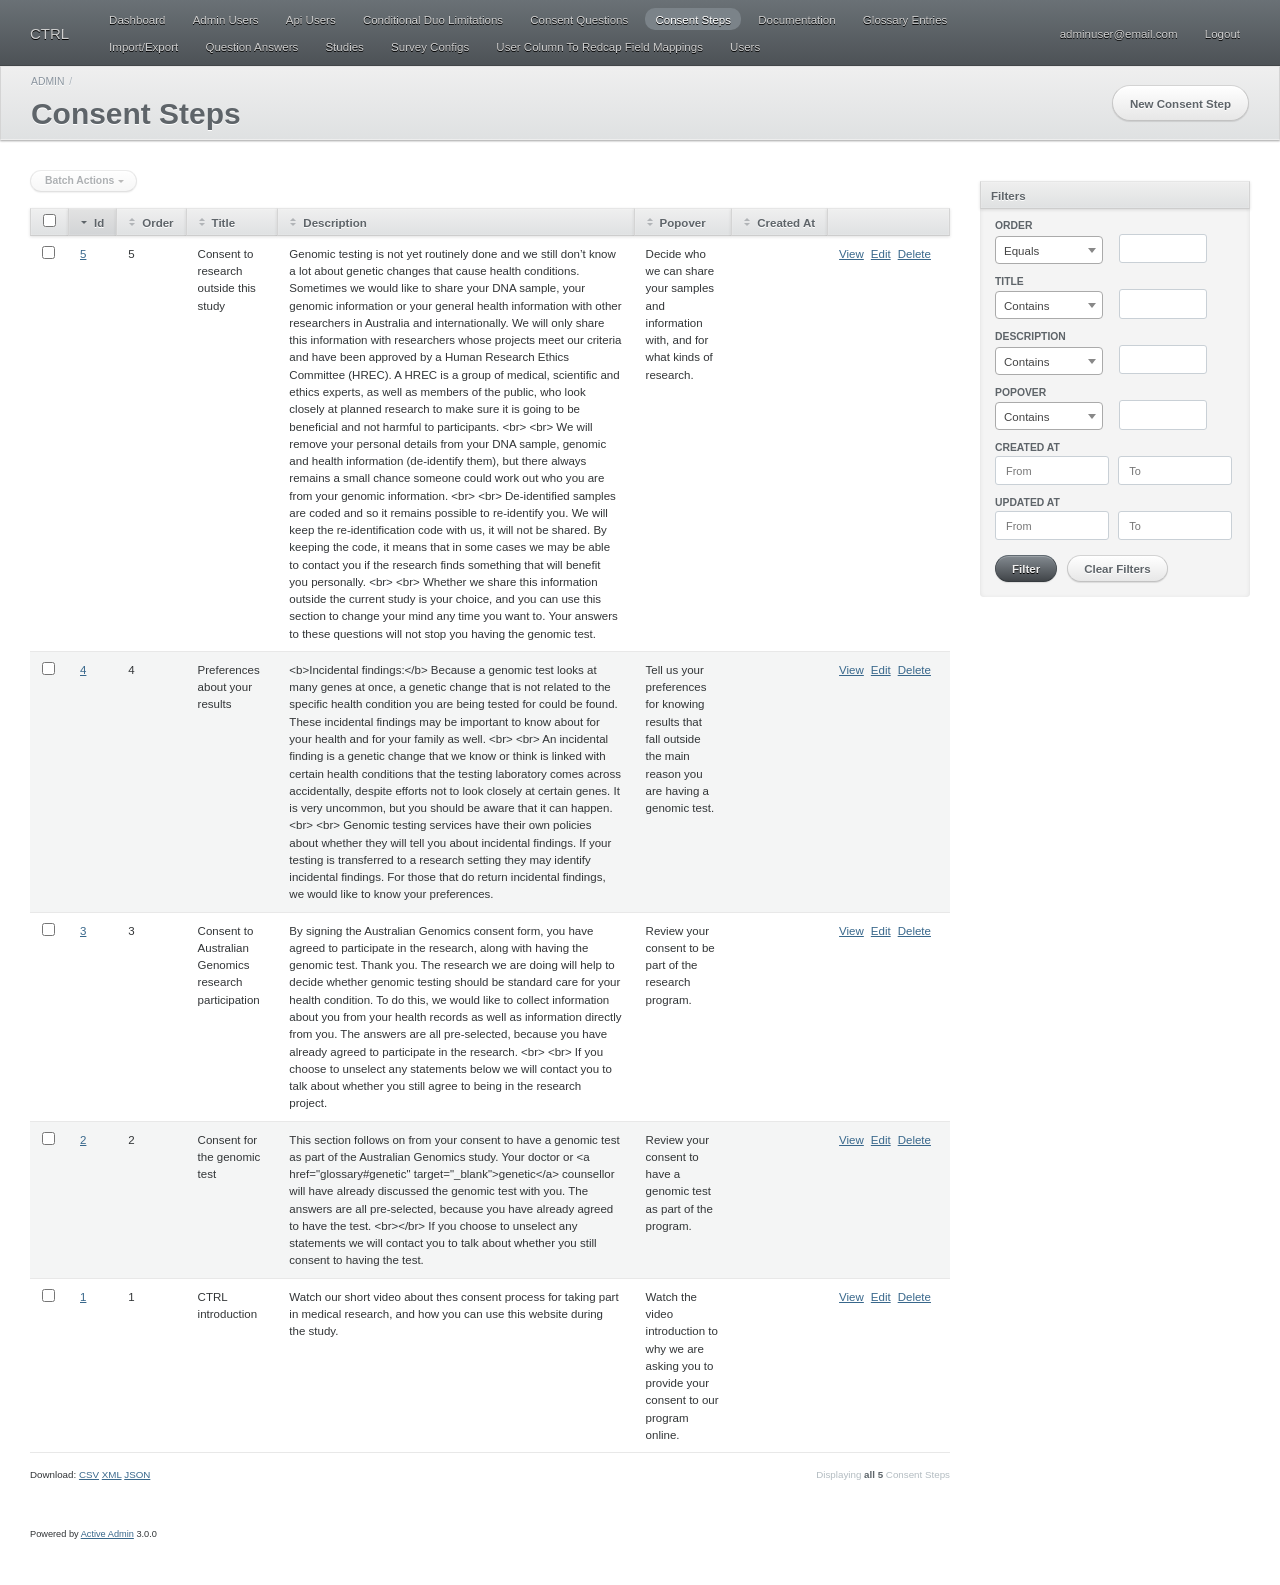 CTRL
Dashboard Admin Users Api Users Conditional Duo Limitations Consent Questions Consent Steps Documentation Glossary Entries
Import/Export Question Answers Studies Survey Configs User Column To Redcap Field Mappings Users
adminuser@email.com Logout
ADMIN /
Consent Steps
New Consent Step
Batch Actions
Id Order Title Description Popover Created At
5 5
Consent to
research
outside this
study
Genomic testing is not yet routinely done and we still don't know
a lot about genetic changes that cause health conditions.
Sometimes we would like to share your DNA sample, your
genomic information or your general health information with other
researchers in Australia and internationally. We will only share
this information with researchers whose projects meet our criteria
and have been approved by a Human Research Ethics
Committee (HREC). A HREC is a group of medical, scientific and
ethics experts, as well as members of the public, who look
closely at planned research to make sure it is going to be
beneficial and not harmful to participants. <br> <br> We will
remove your personal details from your DNA sample, genomic
and health information (de-identify them), but there always
remains a small chance someone could work out who you are
from your genomic information. <br> <br> De-identified samples
are coded and so it remains possible to re-identify you. We will
keep the re-identification code with us, it will not be shared. By
keeping the code, it means that in some cases we may be able
to contact you if the research finds something that will benefit
you personally. <br> <br> Whether we share this information
outside the current study is your choice, and you can use this
section to change your mind any time you want to. Your answers
to these questions will not stop you having the genomic test.
Decide who
we can share
your samples
and
information
with, and for
what kinds of
research.
View Edit Delete
4 4
Preferences
about your
results
<b>Incidental findings:</b> Because a genomic test looks at
many genes at once, a genetic change that is not related to the
specific health condition you are being tested for could be found.
These incidental findings may be important to know about for
your health and for your family as well. <br> <br> An incidental
finding is a genetic change that we know or think is linked with
certain health conditions that the testing laboratory comes across
accidentally, despite efforts not to look closely at certain genes. It
is very uncommon, but you should be aware that it can happen.
<br> <br> Genomic testing services have their own policies
about whether they will tell you about incidental findings. If your
testing is transferred to a research setting they may identify
incidental findings. For those that do return incidental findings,
we would like to know your preferences.
Tell us your
preferences
for knowing
results that
fall outside
the main
reason you
are having a
genomic test.
View Edit Delete
3 3
Consent to
Australian
Genomics
research
participation
By signing the Australian Genomics consent form, you have
agreed to participate in the research, along with having the
genomic test. Thank you. The research we are doing will help to
decide whether genomic testing should be standard care for your
health condition. To do this, we would like to collect information
about you from your health records as well as information directly
from you. The answers are all pre-selected, because you have
already agreed to participate in the research. <br> <br> If you
choose to unselect any statements below we will contact you to
talk about whether you still agree to being in the research
project.
Review your
consent to be
part of the
research
program.
View Edit Delete
2 2
Consent for
the genomic
test
This section follows on from your consent to have a genomic test
as part of the Australian Genomics study. Your doctor or <a
href="glossary#genetic" target="_blank">genetic</a> counsellor
will have already discussed the genomic test with you. The
answers are all pre-selected, because you have already agreed
to have the test. <br></br> If you choose to unselect any
statements we will contact you to talk about whether you still
consent to having the test.
Review your
consent to
have a
genomic test
as part of the
program.
View Edit Delete
1 1
CTRL
introduction
Watch our short video about thes consent process for taking part
in medical research, and how you can use this website during
the study.
Watch the
video
introduction to
why we are
asking you to
provide your
consent to our
program
online.
View Edit Delete
Download: CSV XML JSON
Displaying all 5 Consent Steps
Filters
ORDER
Equals
TITLE
Contains
DESCRIPTION
Contains
POPOVER
Contains
CREATED AT
From To
UPDATED AT
From To
Filter Clear Filters
Powered by Active Admin 3.0.0